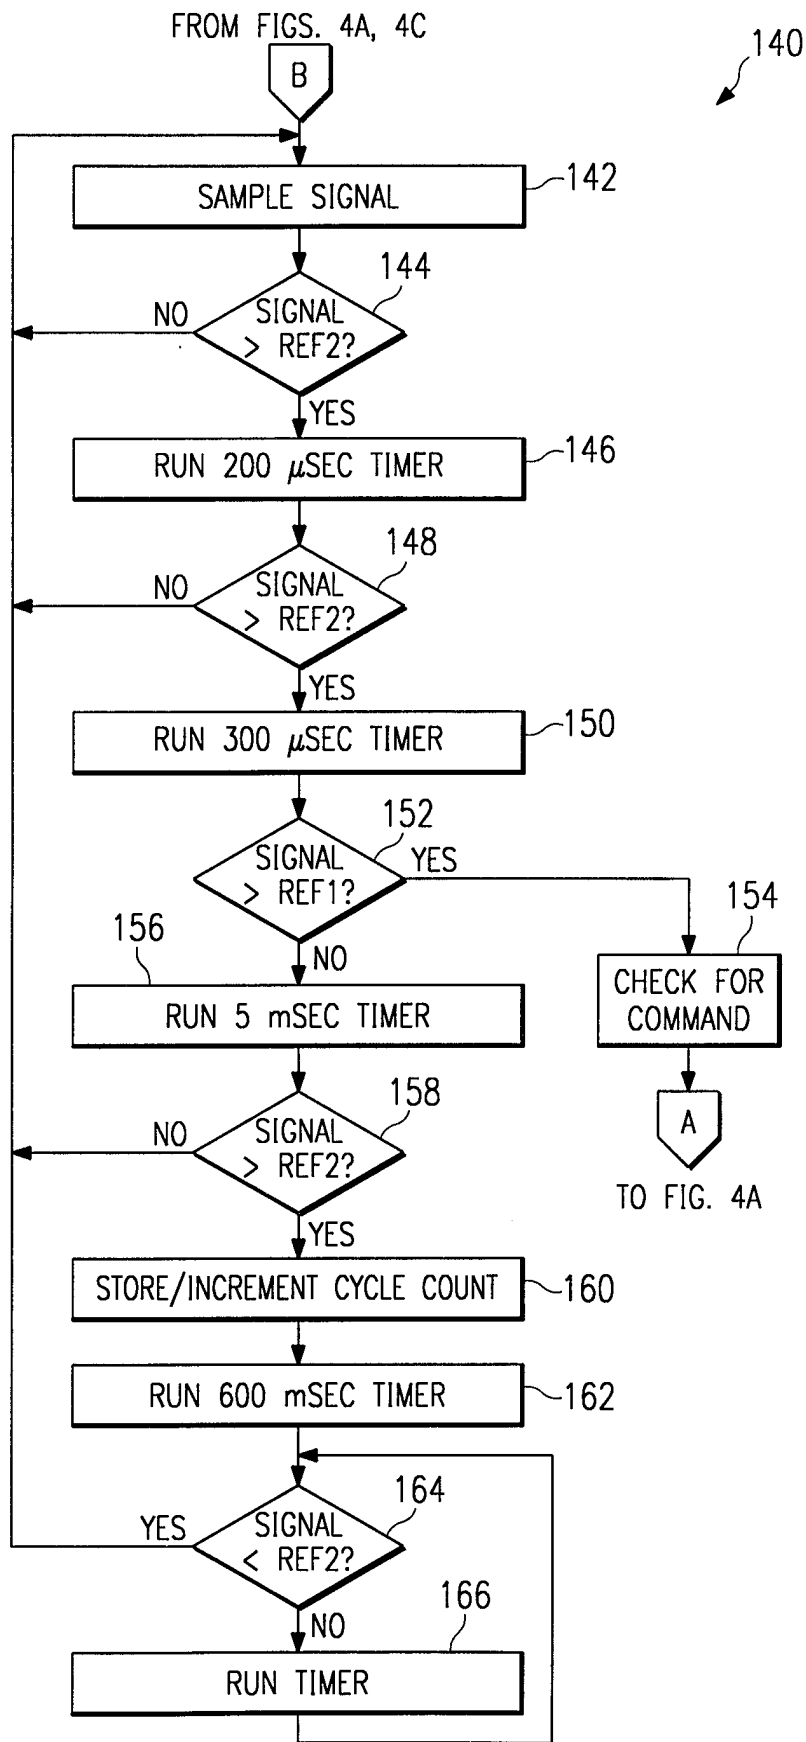 FROM FIGS. 4A, 4C
B
140
SAMPLE SIGNAL
142
144
SIGNAL
> REF2?
NO
YES
RUN 200 μSEC TIMER
146
148
SIGNAL
> REF2?
NO
YES
RUN 300 μSEC TIMER
150
152
SIGNAL
> REF1?
YES
NO
154
CHECK FOR
COMMAND
A
TO FIG. 4A
156
RUN 5 mSEC TIMER
158
SIGNAL
> REF2?
NO
YES
STORE/INCREMENT CYCLE COUNT
160
RUN 600 mSEC TIMER
162
164
SIGNAL
< REF2?
YES
NO
166
RUN TIMER